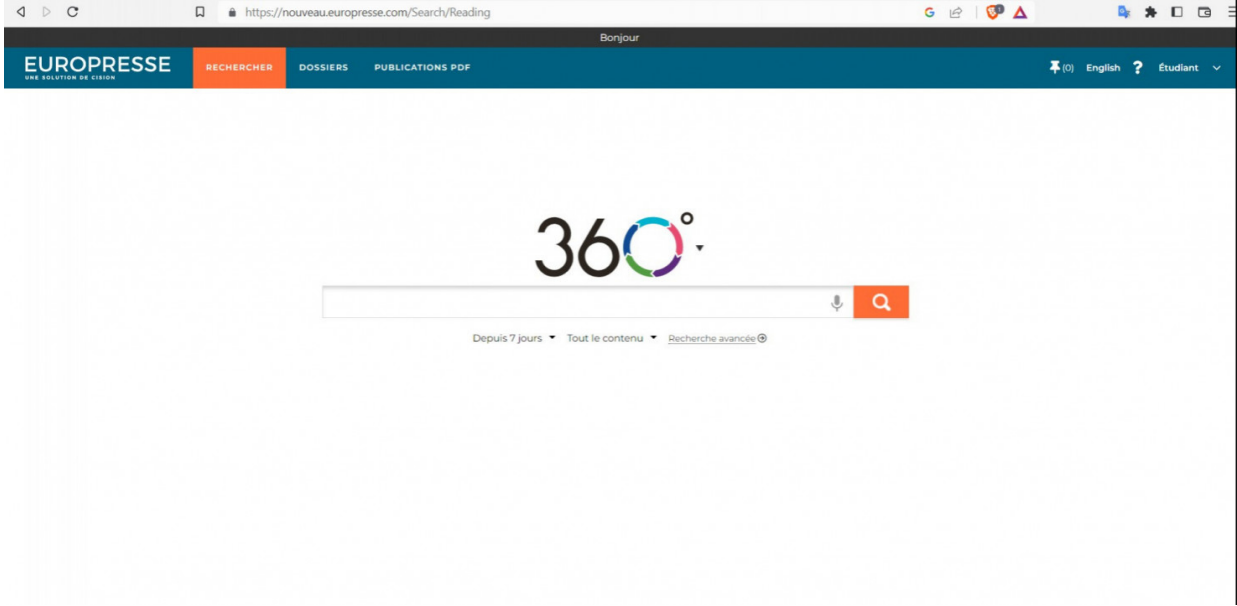 https://nouveau.europresse.com/Search/Reading
Bonjour
EUROPRESSE
UNE SOLUTION DE CISION
RECHERCHER DOSSIERS PUBLICATIONS PDF (0) English ? Étudiant
360°
Depuis 7 jours Tout le contenu Recherche avancée